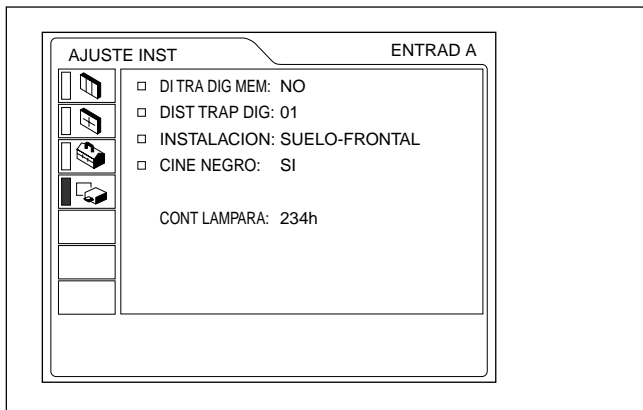 AJUSTE INST ENTRAD A
DI TRA DIG MEM: NO
DIST TRAP DIG: 01
INSTALACION: SUELO-FRONTAL
CINE NEGRO: SI
CONT LAMPARA: 234h